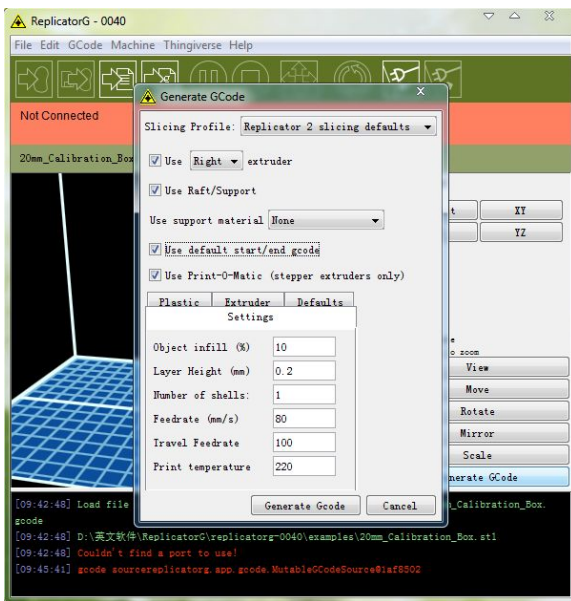 ReplicatorG - 0040
File Edit GCode Machine Thingiverse Help
Generate GCode
Not Connected
Slicing Profile: Replicator 2 slicing defaults
20mm_Calibration_Box
Use Right extruder
Use Raft/Support
XY
Use support material None
YZ
Use default start/end gcode
Use Print-O-Matic (stepper extruders only)
Plastic Extruder Defaults
Settings
Object infill (%) 10
o zoom
Layer Height (mm) 0.2
View
Number of shells: 1
Move
Feedrate (mm/s) 80
Rotate
Travel Feedrate 100
Mirror
Print temperature 220
Scale
nerate GCode
Generate Gcode Cancel
[09:42:48] Load file m_Calibration_Box.
gcode
[09:42:48] D:\英文软件\ReplicatorG\replicatorg-0040\examples\20mm_Calibration_Box.stl
[09:42:48] Couldn't find a port to use!
[09:45:41] gcode sourcereplicatorg.app.gcode.MutableGCodeSource@1af8502